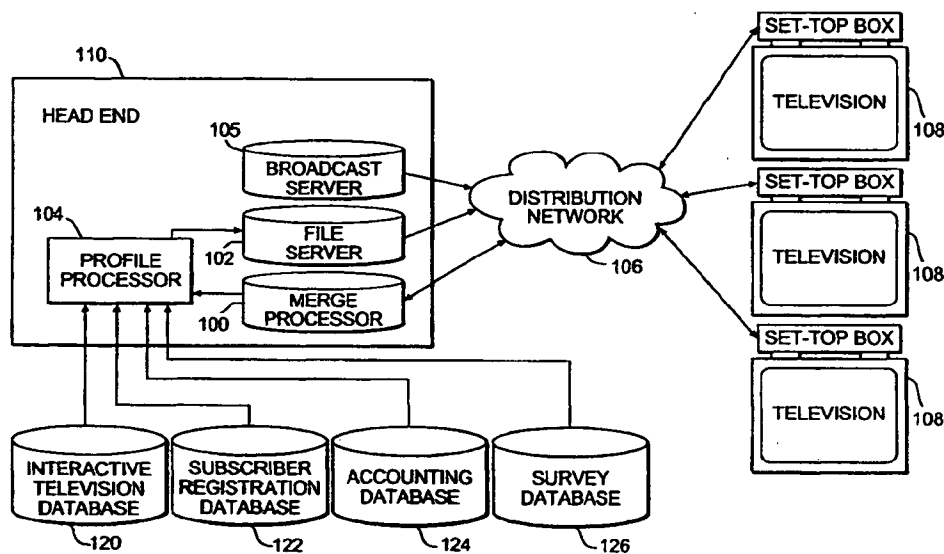 110
HEAD END
105
BROADCAST
SERVER
104
PROFILE
PROCESSOR
102
FILE
SERVER
100
MERGE
PROCESSOR
DISTRIBUTION
NETWORK
106
SET-TOP BOX
TELEVISION
108
SET-TOP BOX
TELEVISION
108
SET-TOP BOX
TELEVISION
108
INTERACTIVE
TELEVISION
DATABASE
120
SUBSCRIBER
REGISTRATION
DATABASE
122
ACCOUNTING
DATABASE
124
SURVEY
DATABASE
126